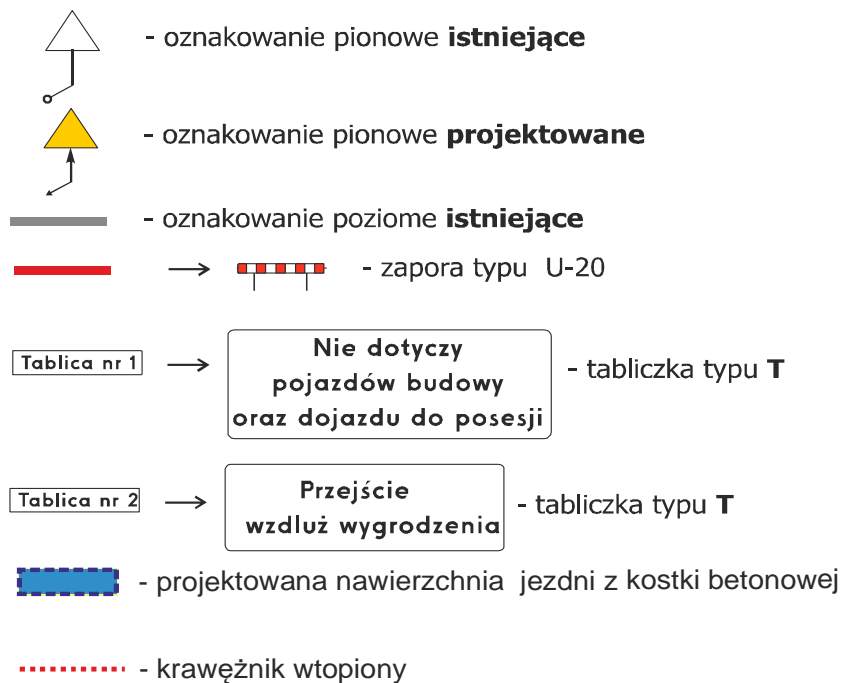 - oznakowanie pionowe istniejące
- oznakowanie pionowe projektowane
- oznakowanie poziome istniejące
- zapora typu U-20
Tablica nr 1
Nie dotyczy
pojazdów budowy
oraz dojazdu do posesji
- tabliczka typu T
Tablica nr 2
Przejście
wzdluż wygrodzenia
- tabliczka typu T
- projektowana nawierzchnia jezdni z kostki betonowej
- krawężnik wtopiony